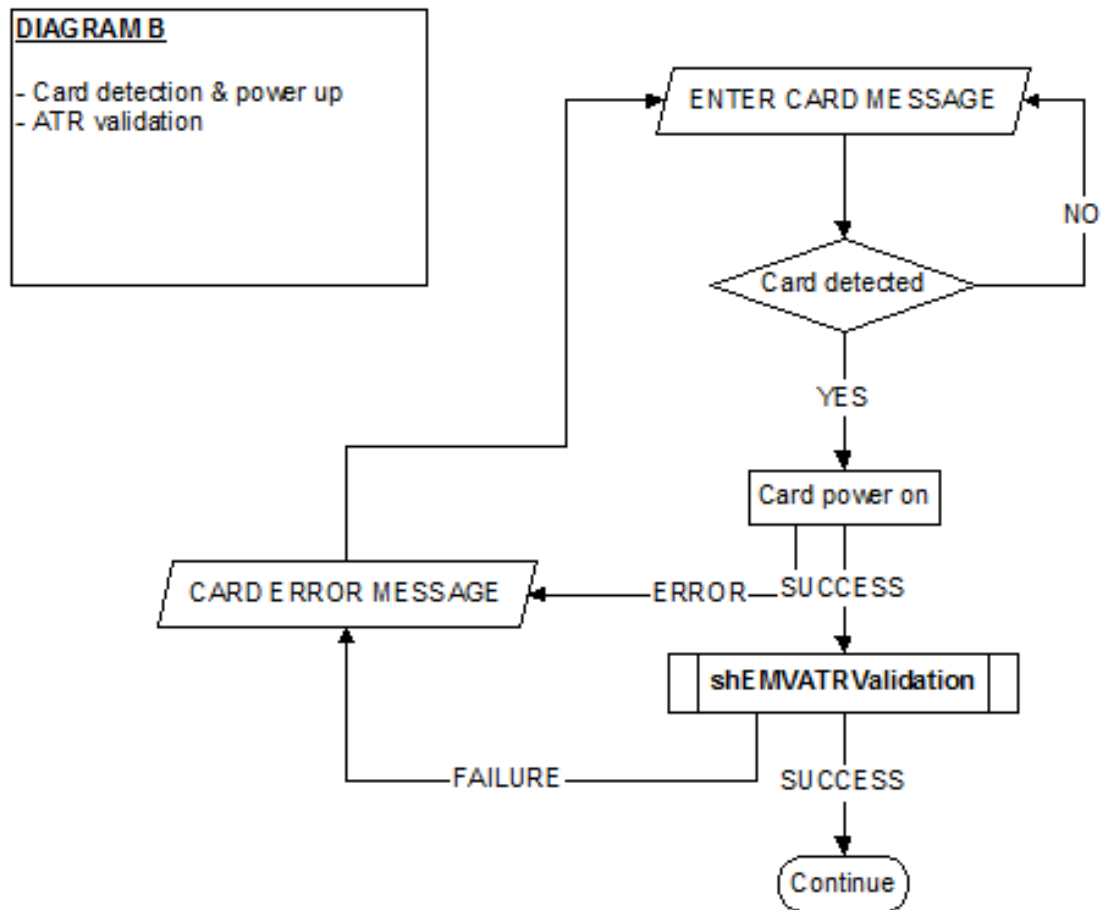 DIAGRAM B
- Card detection & power up
- ATR validation
ENTER CARD MESSAGE
NO
Card detected
YES
Card power on
CARD ERROR MESSAGE
ERROR
SUCCESS
shEMVATRValidation
FAILURE
SUCCESS
Continue